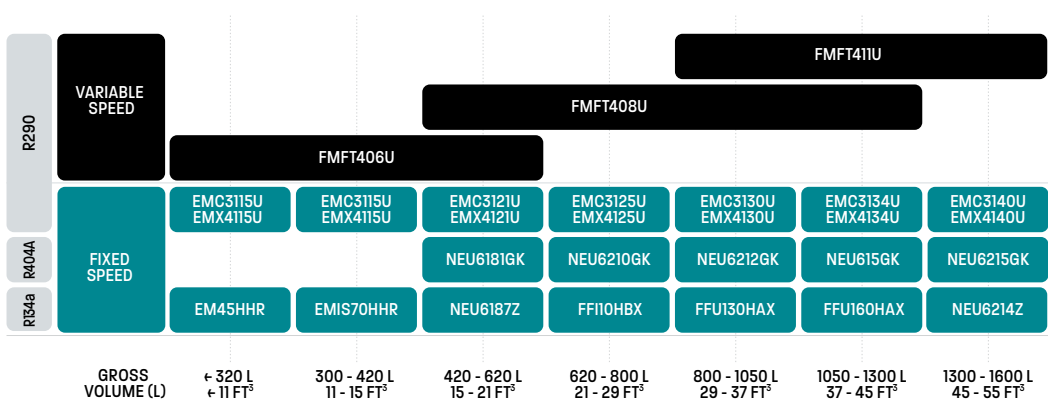 FMFT411U
VARIABLE
SPEED
FMFT408U
R290
FMFT406U
EMC3115U
EMX4115U
EMC3115U
EMX4115U
EMC3121U
EMX4121U
EMC3125U
EMX4125U
EMC3130U
EMX4130U
EMC3134U
EMX4134U
EMC3140U
EMX4140U
R404A
FIXED
SPEED
NEU6181GK
NEU6210GK
NEU6212GK
NEU615GK
NEU6215GK
R134a
EM45HHR
EMIS70HHR
NEU6187Z
FFI10HBX
FFU130HAX
FFU160HAX
NEU6214Z
GROSS
VOLUME (L)
← 320 L
← 11 FT³
300 - 420 L
11 - 15 FT³
420 - 620 L
15 - 21 FT³
620 - 800 L
21 - 29 FT³
800 - 1050 L
29 - 37 FT³
1050 - 1300 L
37 - 45 FT³
1300 - 1600 L
45 - 55 FT³